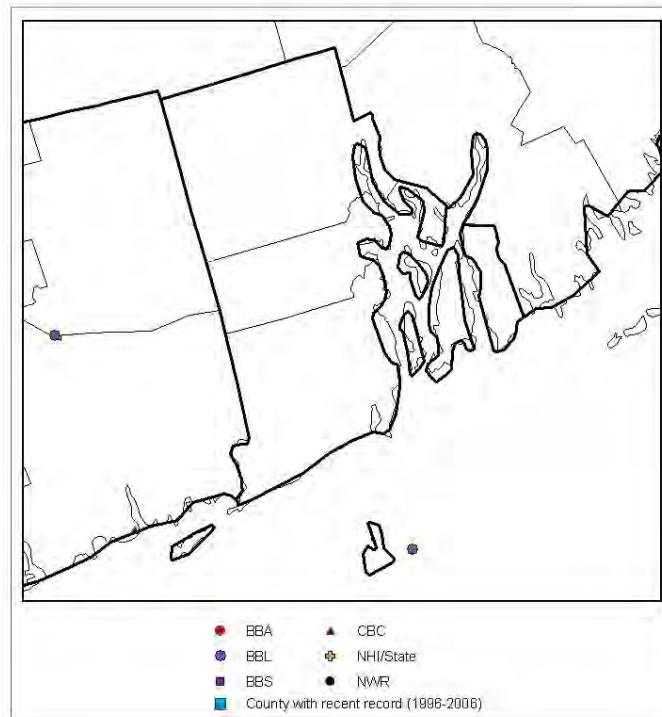 BBA
CBC
BBL
NHI/State
BBS
NWR
County with recent record (1996-2006)